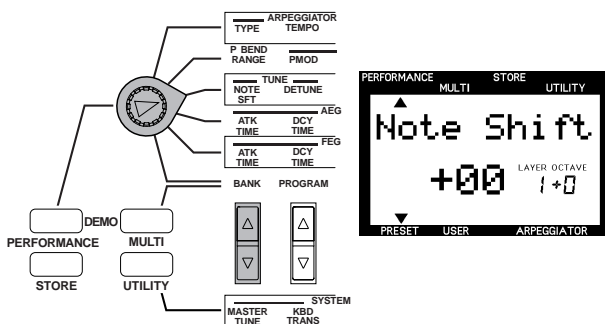 ARPEGGIATOR
TYPE TEMPO
P BEND
RANGE PMOD
TUNE
NOTE DETUNE
SFT
AEG
ATK DCY
TIME TIME
FEG
ATK DCY
TIME TIME
BANK PROGRAM
DEMO
PERFORMANCE MULTI
STORE UTILITY
SYSTEM
MASTER KBD
TUNE TRANS
PERFORMANCE STORE
MULTI UTILITY
Note Shift
LAYER OCTAVE
+00 1+0
PRESET USER ARPEGGIATOR